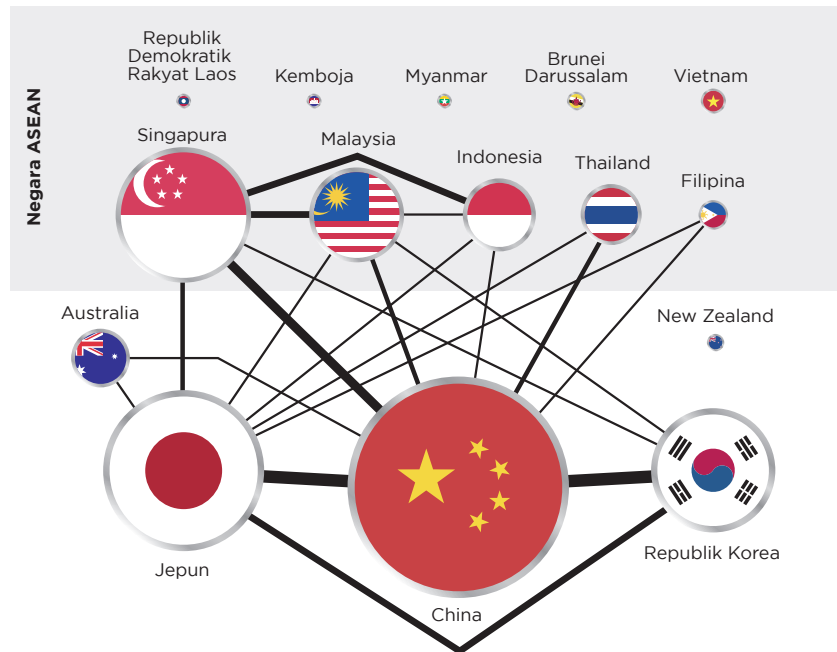 Negara ASEAN
Republik
Demokratik
Rakyat Laos
Kemboja
Myanmar
Brunei
Darussalam
Vietnam
Singapura
Malaysia
Indonesia
Thailand
Filipina
Australia
New Zealand
Jepun
China
Republik Korea